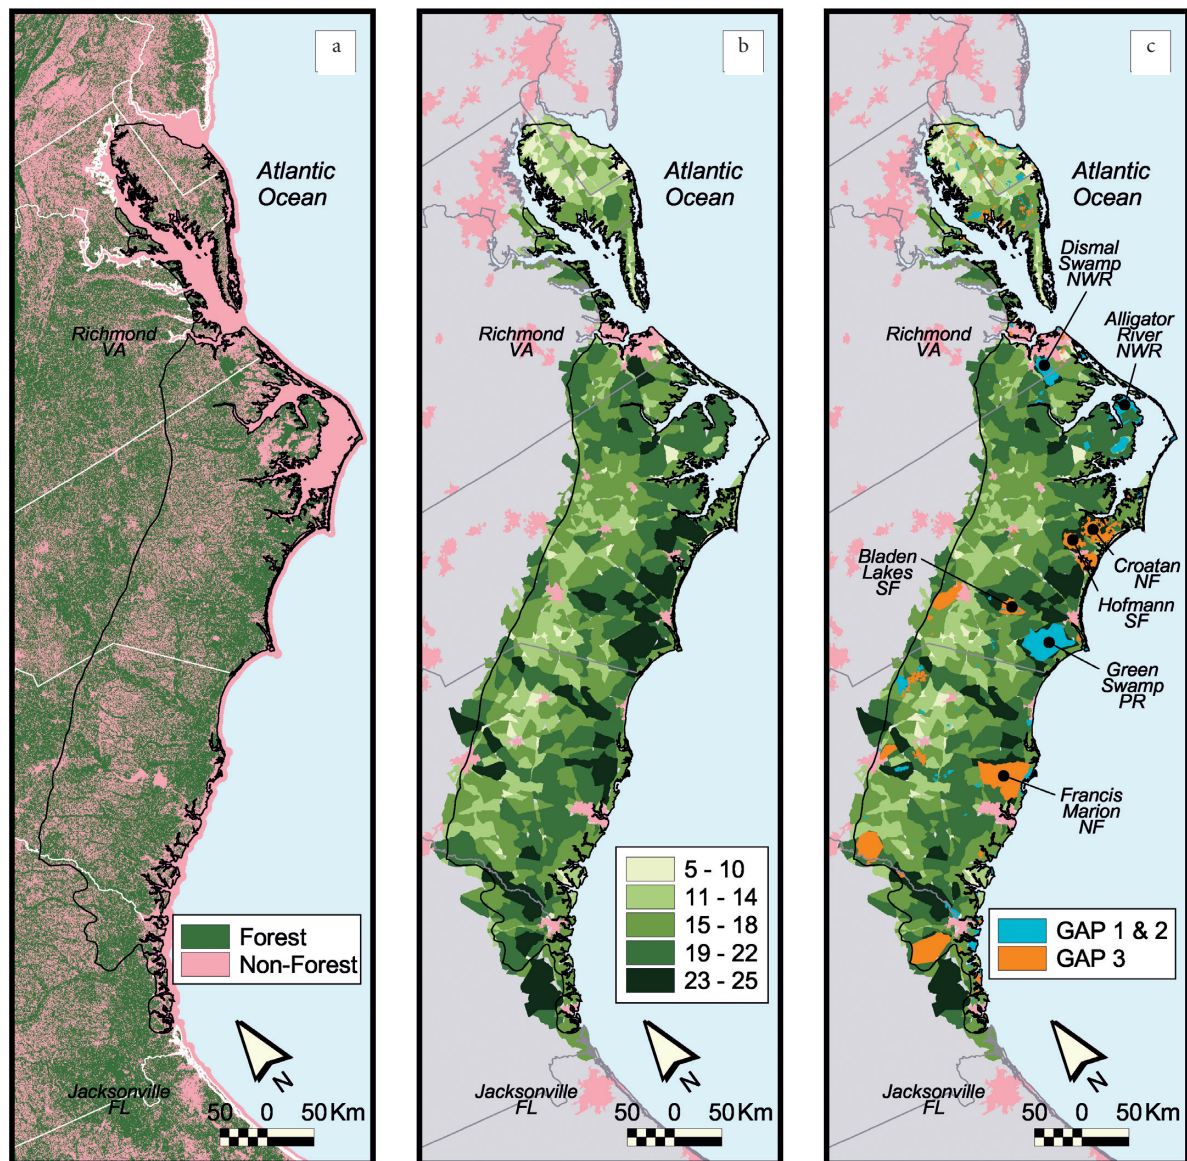 a
Atlantic
Ocean
Richmond
VA
Forest
Non-Forest
N
Jacksonville
FL
50 0 50 Km
b
Atlantic
Ocean
Richmond
VA
5 - 10
11 - 14
15 - 18
19 - 22
23 - 25
N
Jacksonville
FL
50 0 50 Km
c
Atlantic
Ocean
Dismal
Swamp
NWR
Alligator
River
NWR
Richmond
VA
Bladen
Lakes
SF
Croatan
NF
Hofmann
SF
Green
Swamp
PR
Francis
Marion
NF
GAP 1 & 2
GAP 3
N
Jacksonville
FL
50 0 50 Km